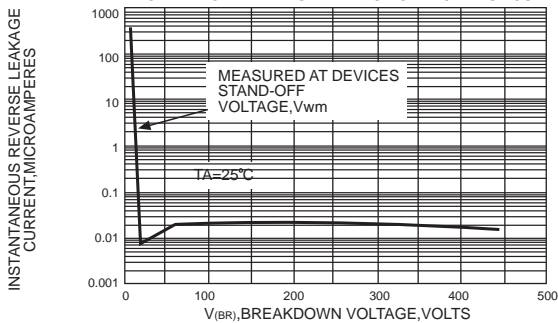 INSTANTANEOUS REVERSE LEAKAGE
CURRENT,MICROAMPERES
1000
100
10
1
0.1
0.01
0.001
MEASURED AT DEVICES
STAND-OFF
VOLTAGE,Vwm
TA=25°C
0
100
200
300
400
500
V(BR),BREAKDOWN VOLTAGE,VOLTS